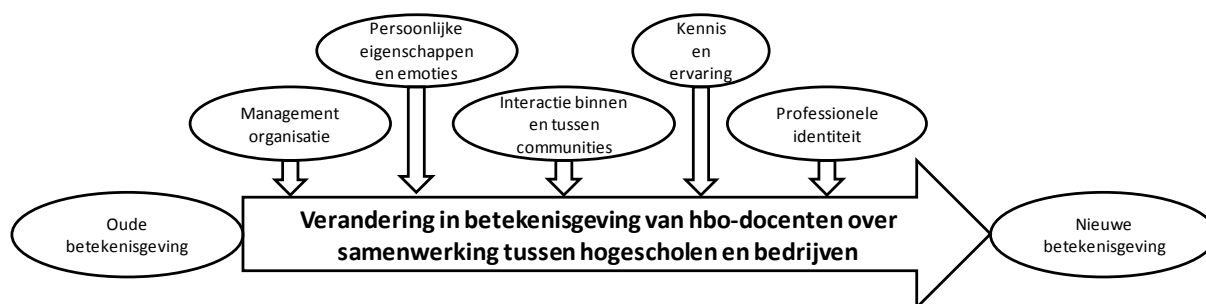 Persoonlijke
eigenschappen
en emoties
Kennis
en
ervaring
Management
organisatie
Interactie binnen
en tussen
communities
Professionele
identiteit
Oude
betekenisgeving
Verandering in betekenisgeving van hbo-docenten over
samenwerking tussen hogescholen en bedrijven
Nieuwe
betekenisgeving